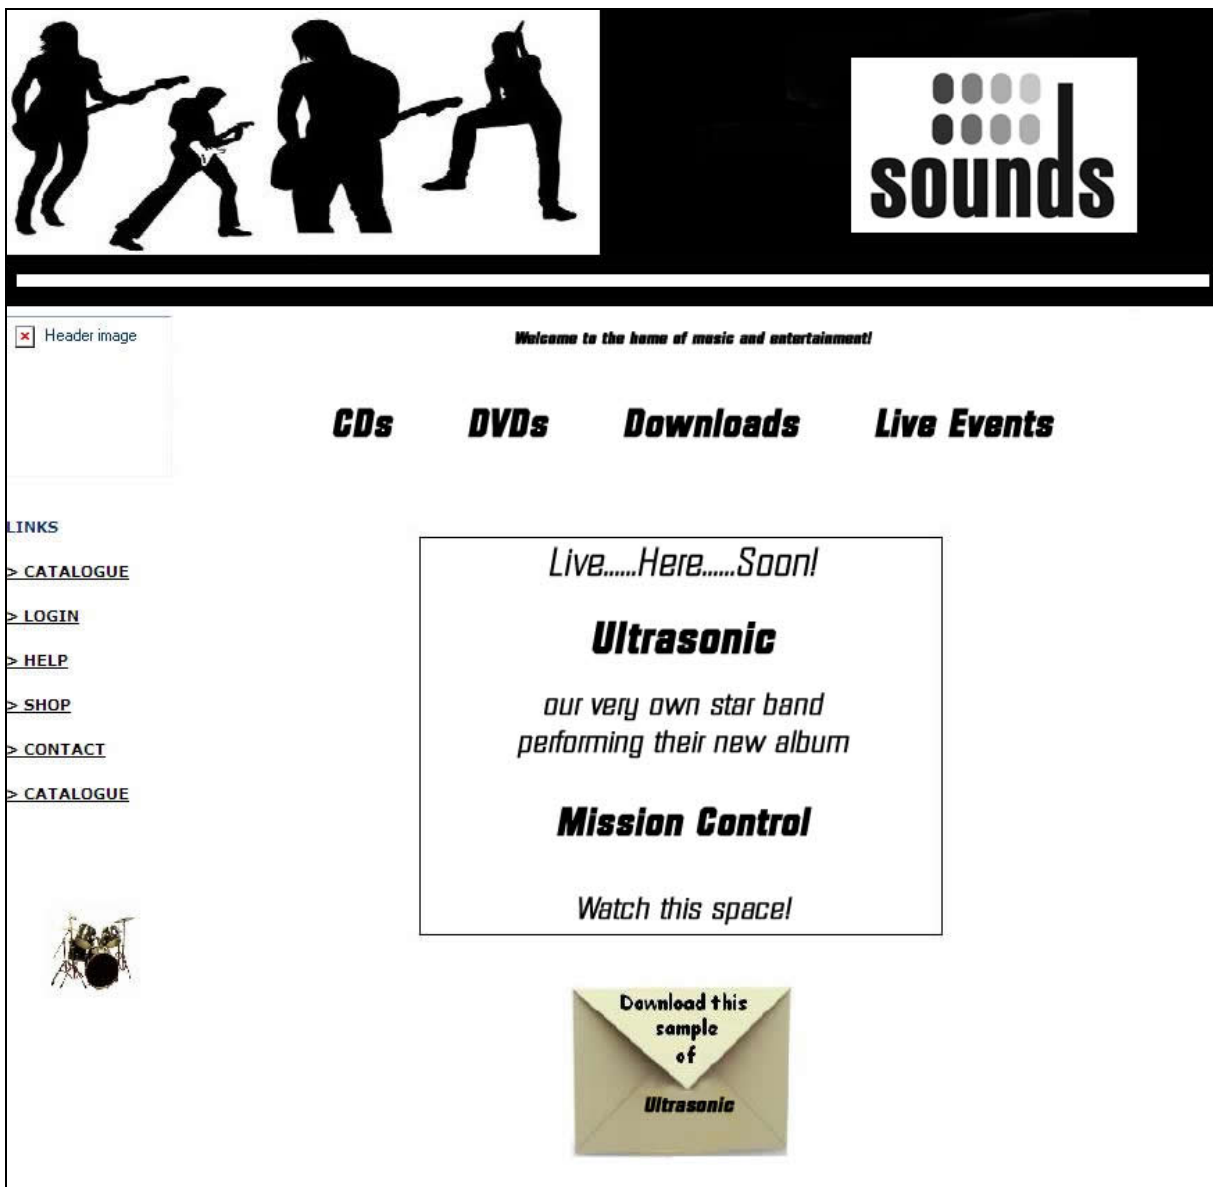 sounds
Header image
Welcome to the home of music and entertainment!
CDs DVDs Downloads Live Events
LINKS
> CATALOGUE
> LOGIN
> HELP
> SHOP
> CONTACT
> CATALOGUE
Live......Here......Soon!
Ultrasonic
our very own star band
performing their new album
Mission Control
Watch this space!
Download this
sample
of
Ultrasonic